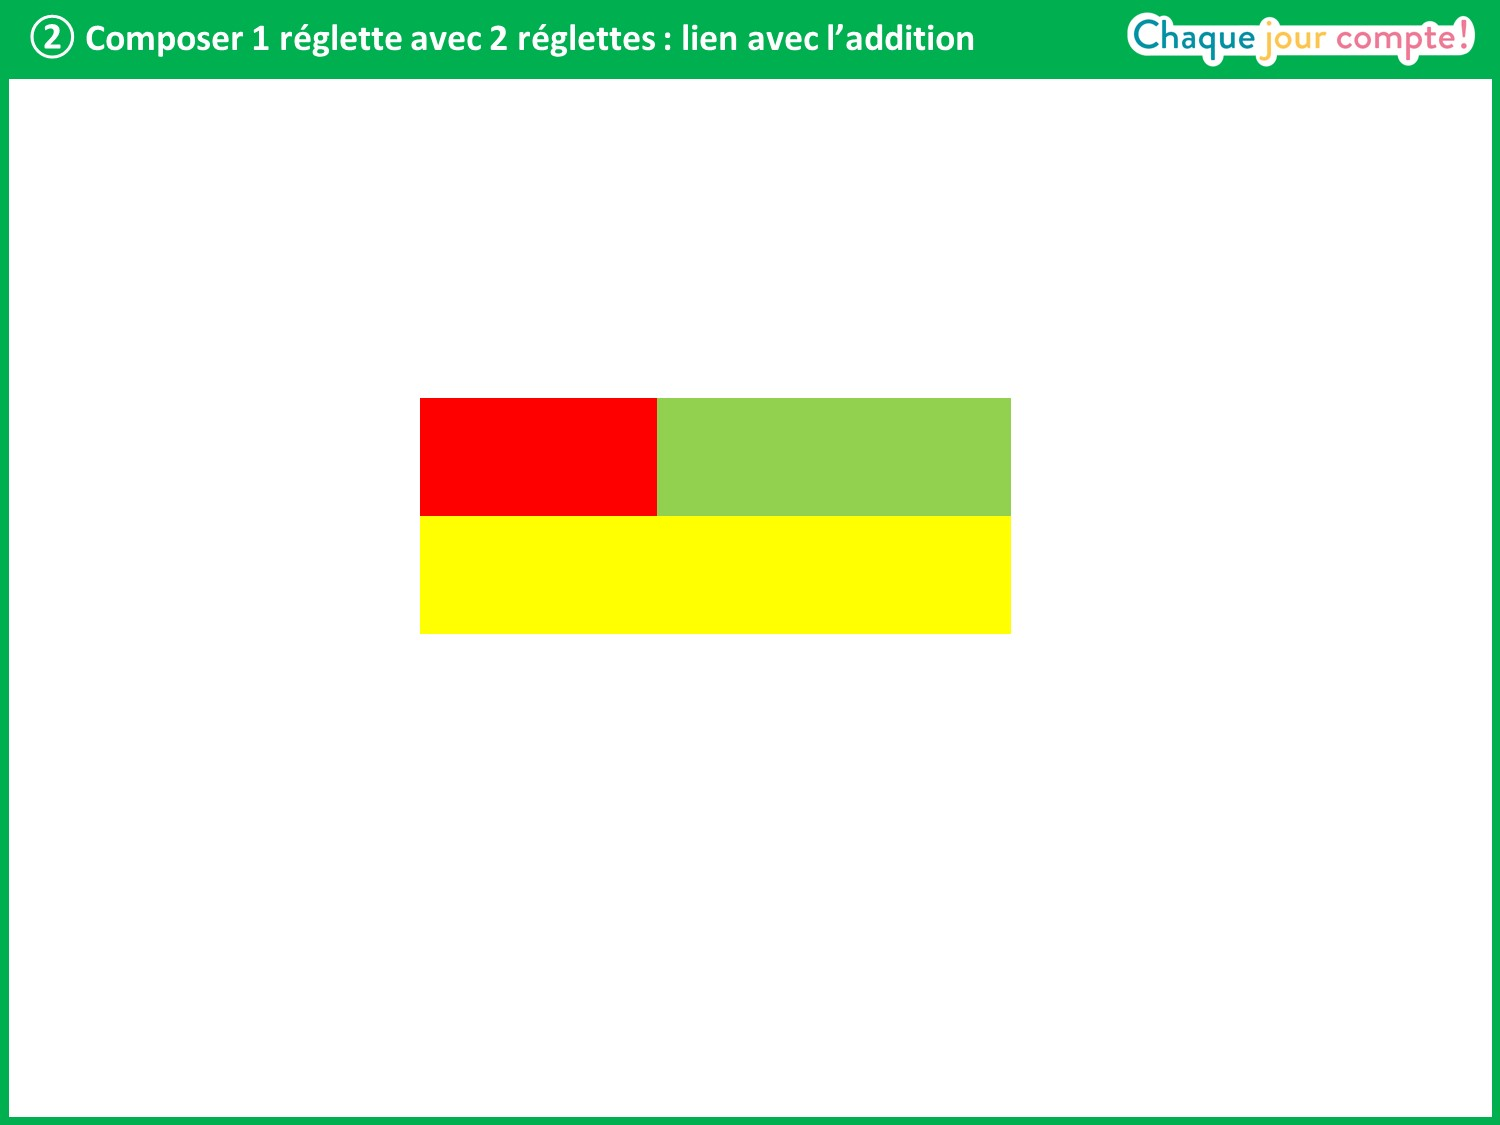 ② Composer 1 réglette avec 2 réglettes : lien avec l’addition
Chaque jour compte!